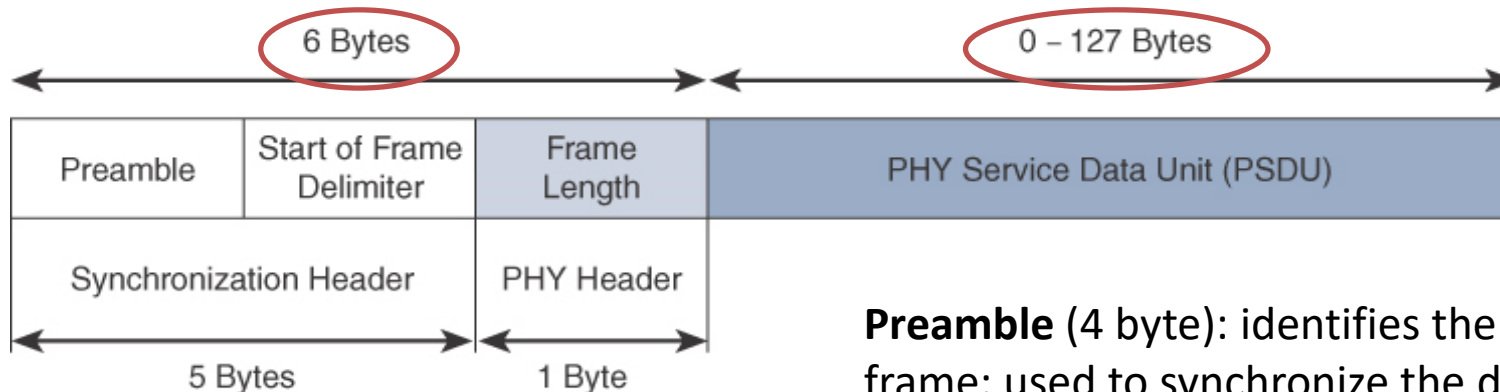 6 Bytes
0 – 127 Bytes
Preamble
Start of Frame
Delimiter
Frame
Length
PHY Service Data Unit (PSDU)
Synchronization Header
PHY Header
5 Bytes
1 Byte
Preamble (4 byte): identifies the
frame; used to synchronize the d